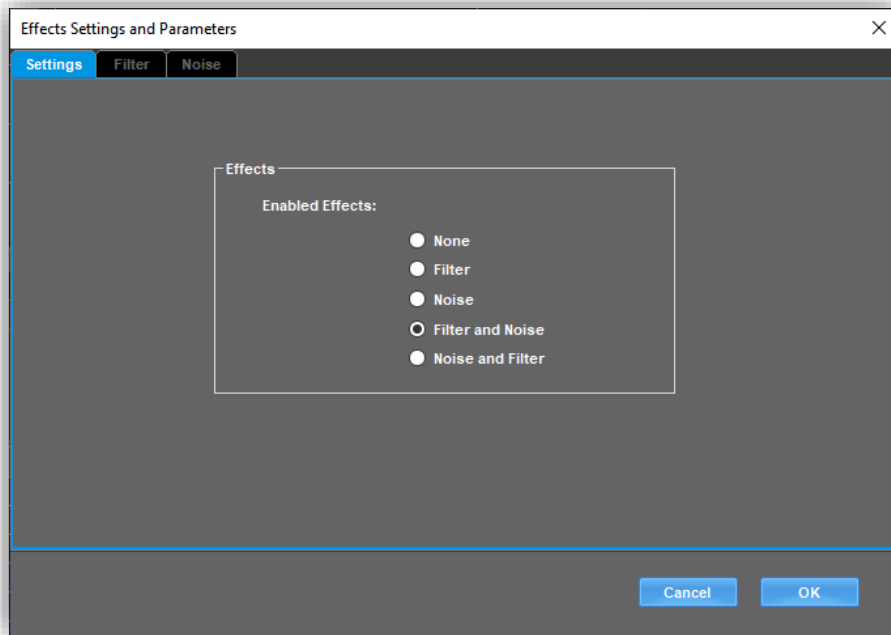 Effects Settings and Parameters
Settings Filter Noise
Effects
Enabled Effects:
None
Filter
Noise
Filter and Noise
Noise and Filter
Cancel OK